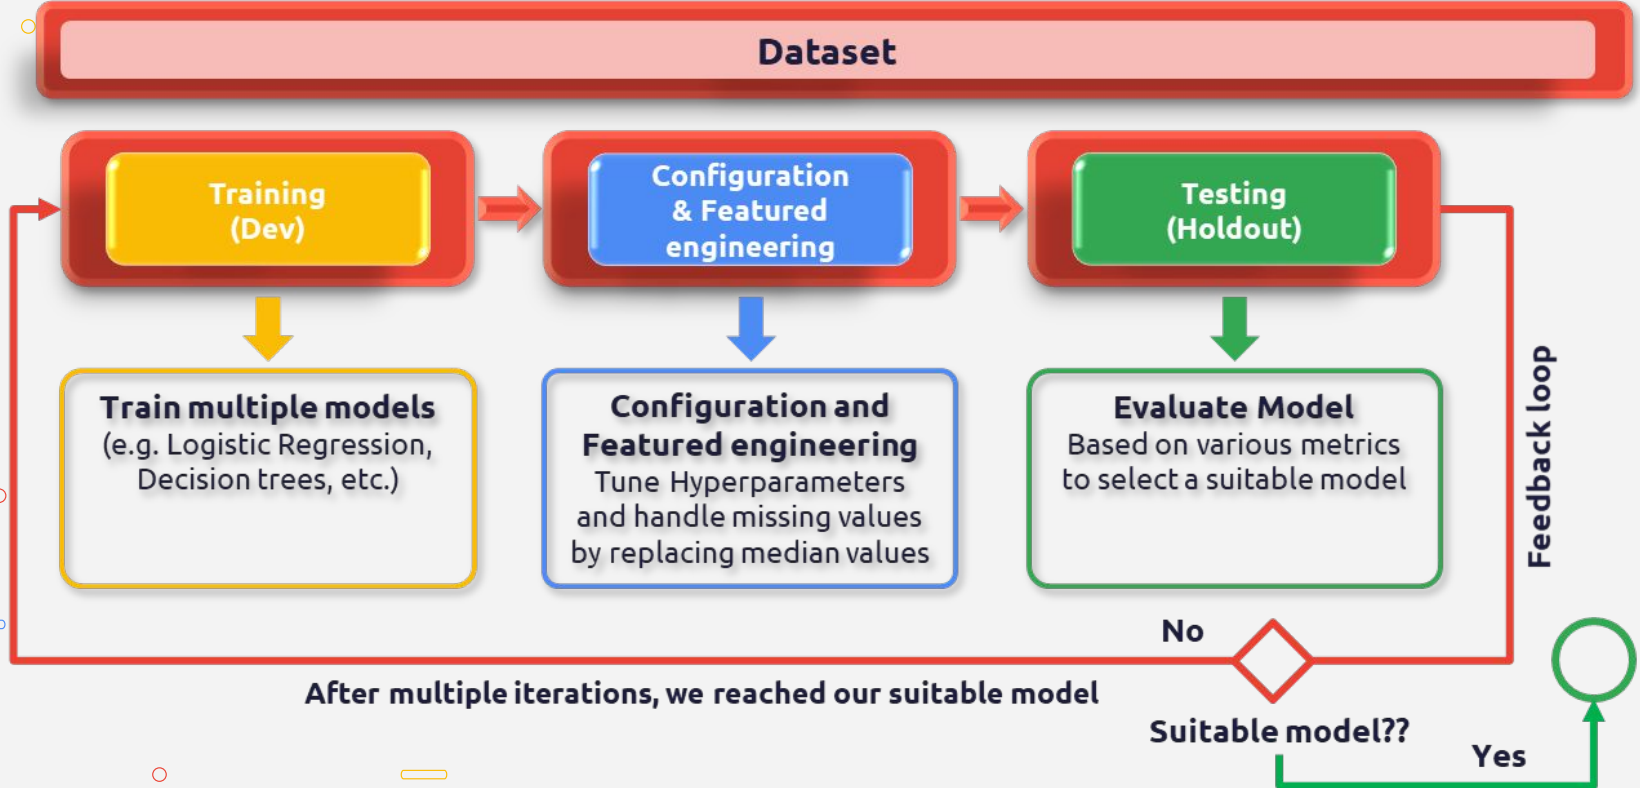 Dataset
Training
(Dev)
Configuration
& Featured
engineering
Testing
(Holdout)
Train multiple models
(e.g. Logistic Regression,
Decision trees, etc.)
Configuration and
Featured engineering
Tune Hyperparameters
and handle missing values
by replacing median values
Evaluate Model
Based on various metrics
to select a suitable model
Feedback loop
No
After multiple iterations, we reached our suitable model
Suitable model??
Yes